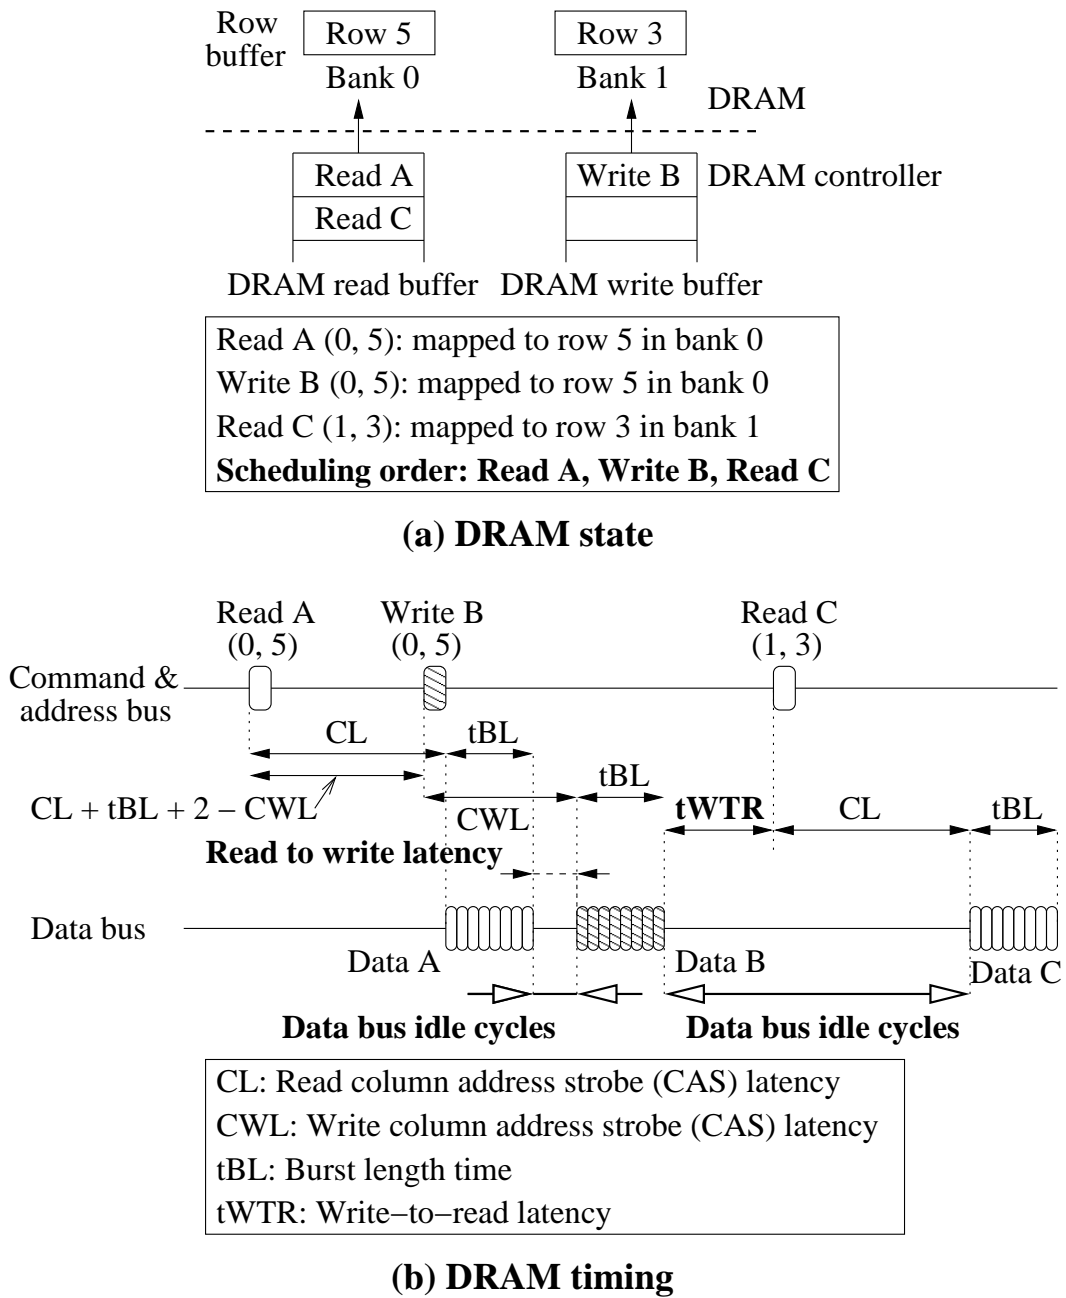 Row
buffer
Row 5
Row 3
Bank 0
Bank 1
DRAM
Read A
Write B
DRAM controller
Read C
DRAM read buffer
DRAM write buffer
Read A (0, 5): mapped to row 5 in bank 0
Write B (0, 5): mapped to row 5 in bank 0
Read C (1, 3): mapped to row 3 in bank 1
Scheduling order: Read A, Write B, Read C
(a) DRAM state
Read A
(0, 5)
Write B
(0, 5)
Read C
(1, 3)
Command &
address bus
CL
tBL
CL + tBL + 2 − CWL
CWL
tBL
tWTR
CL
tBL
Read to write latency
Data bus
Data A
Data B
Data C
Data bus idle cycles
Data bus idle cycles
CL: Read column address strobe (CAS) latency
CWL: Write column address strobe (CAS) latency
tBL: Burst length time
tWTR: Write−to−read latency
(b) DRAM timing